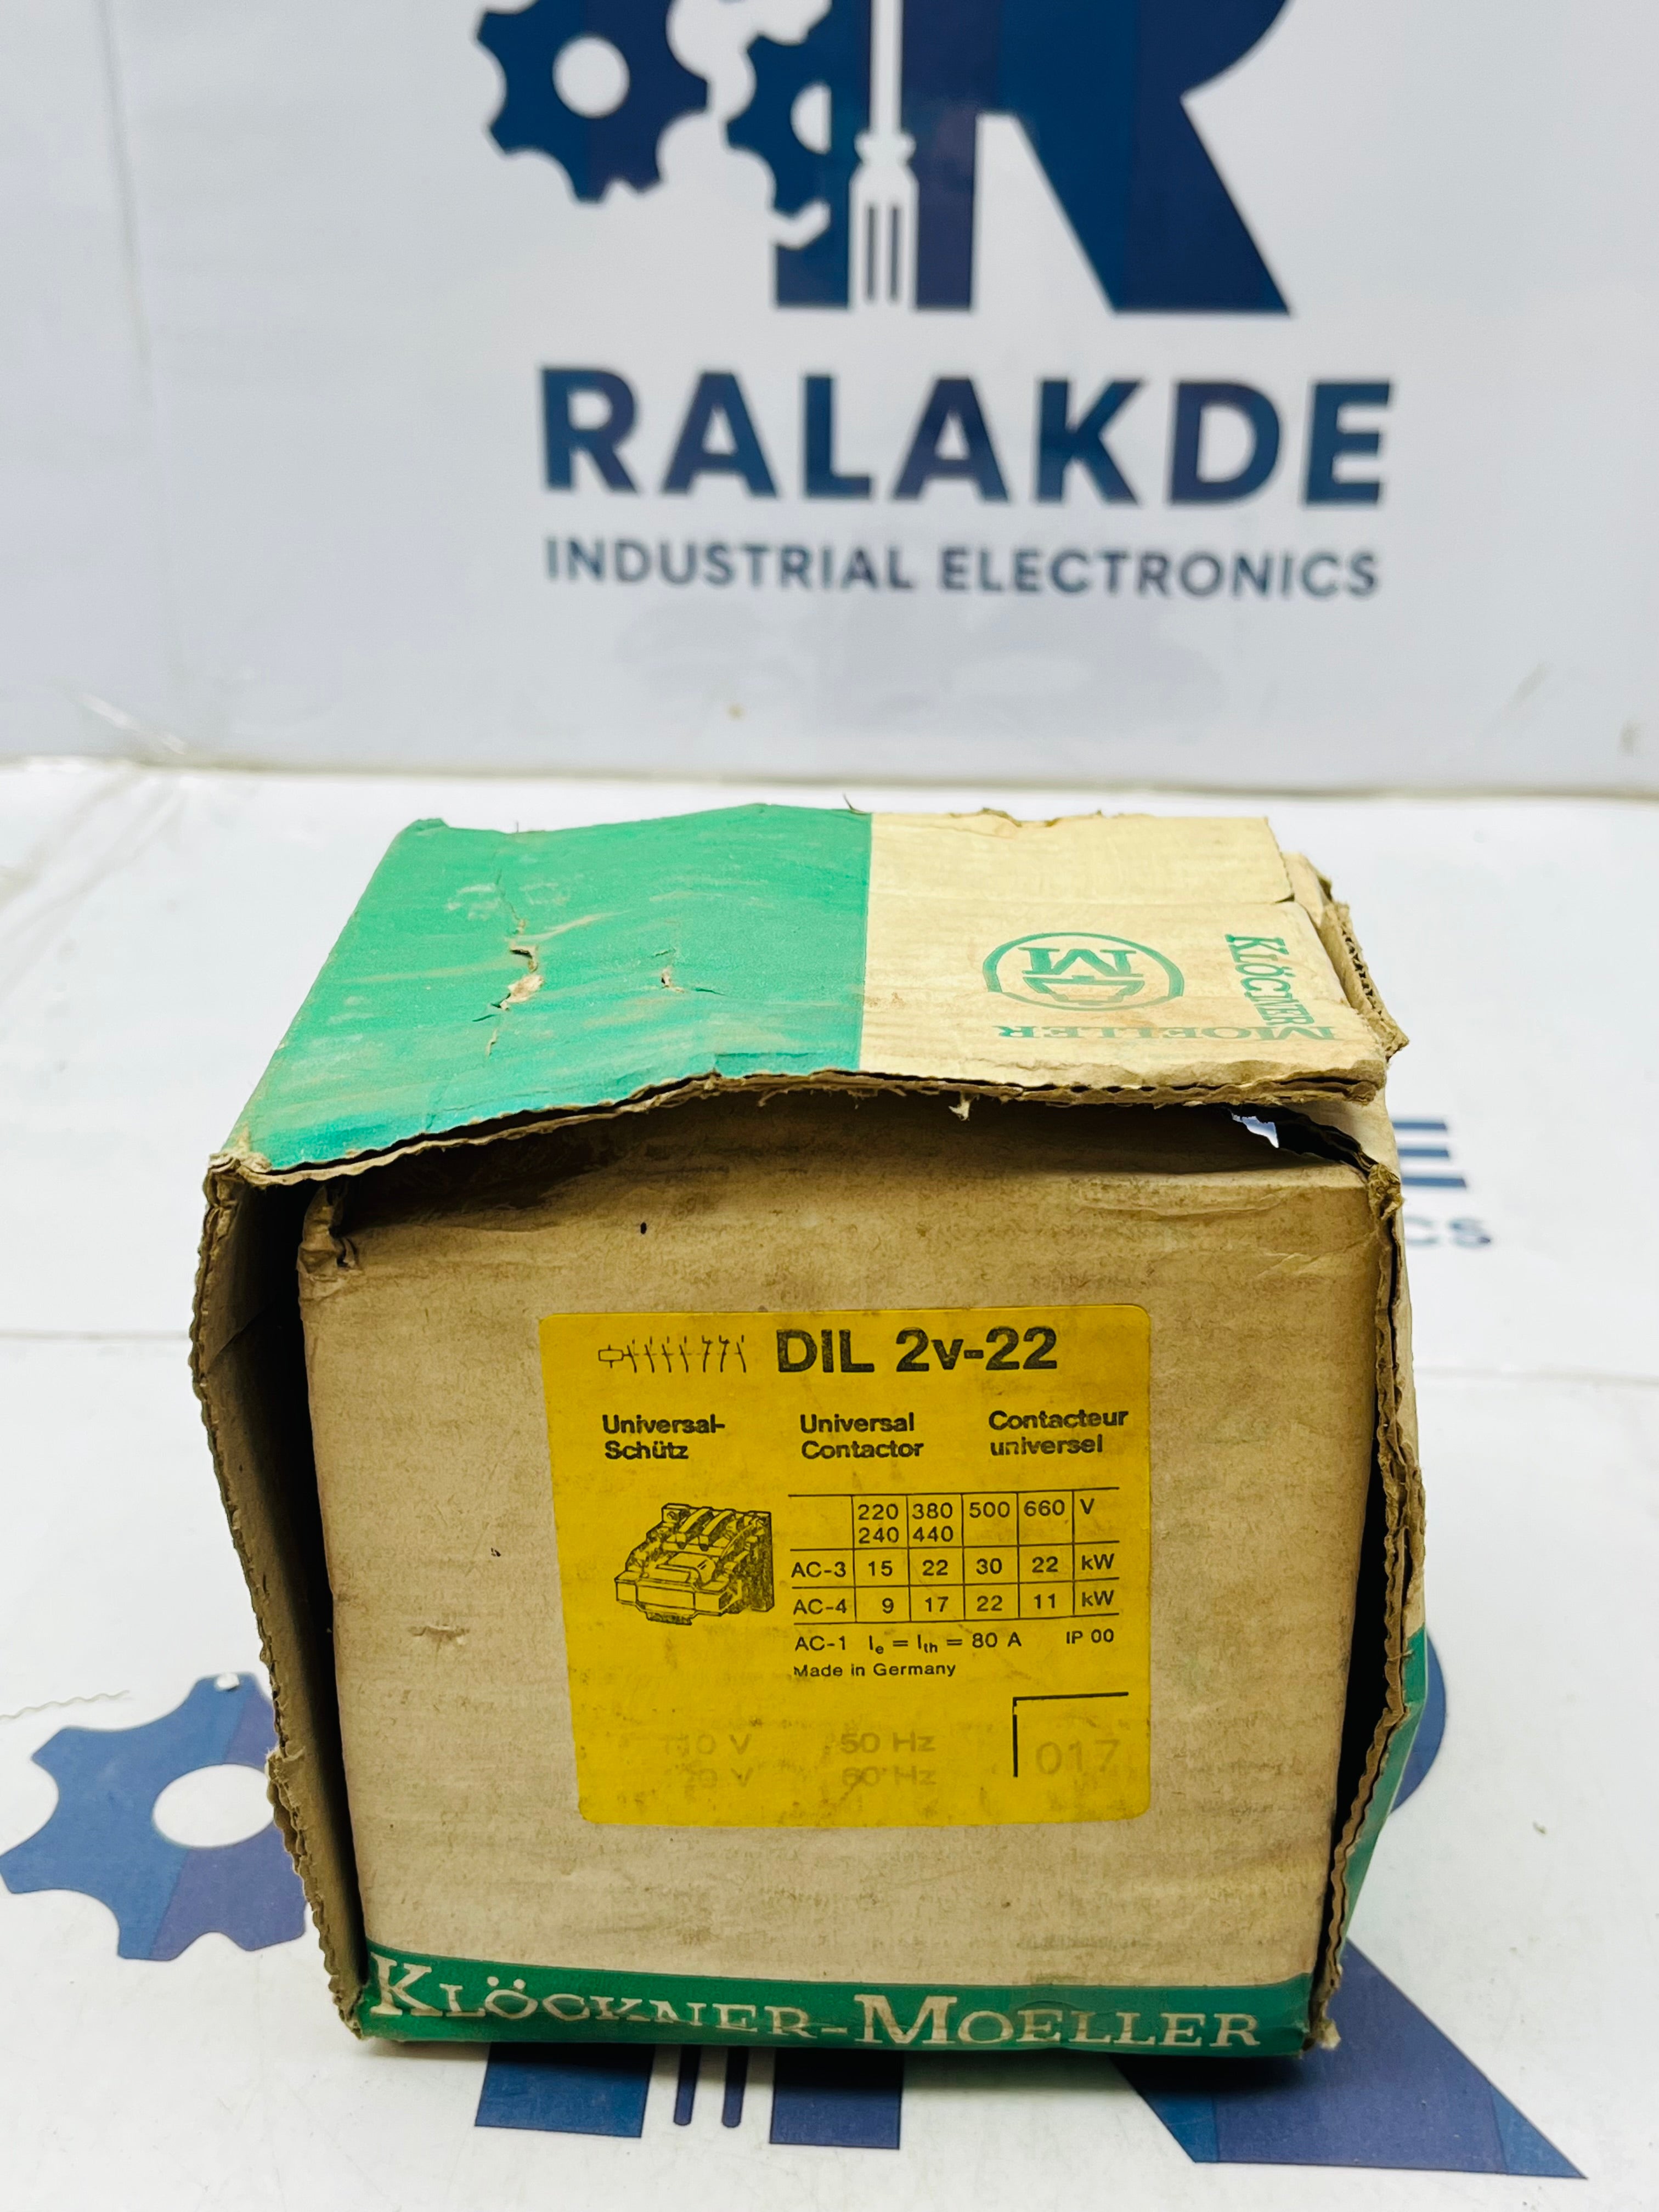 RALAKDE
INDUSTRIAL ELECTRONICS
KLÖCKNER
MOELLER
DIL 2v-22
Universal-
Schütz
Universal
Contactor
Contacteur
universel
220 380 500 660 V
240 440
AC-3 15 22 30 22 kW
AC-4 9 17 22 11 kW
AC-1 Ie = Ith = 80 A IP 00
Made in Germany
50 Hz
60 Hz
017
KLÖCKNER-MOELLER